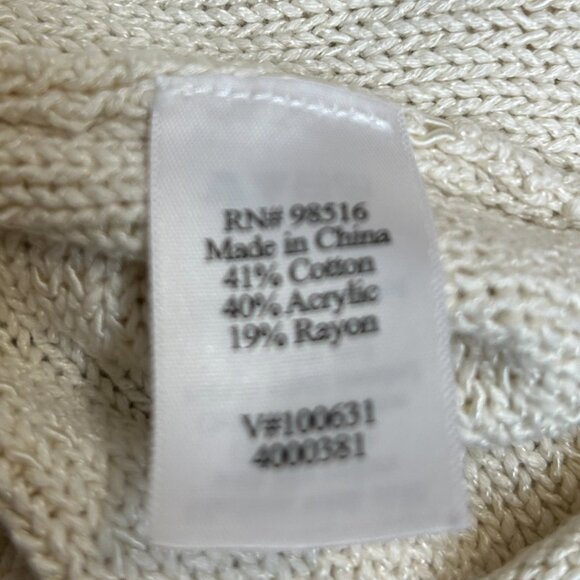 RN# 98516
Made in China
41% Cotton
40% Acrylic
19% Rayon
V#100631
4000381